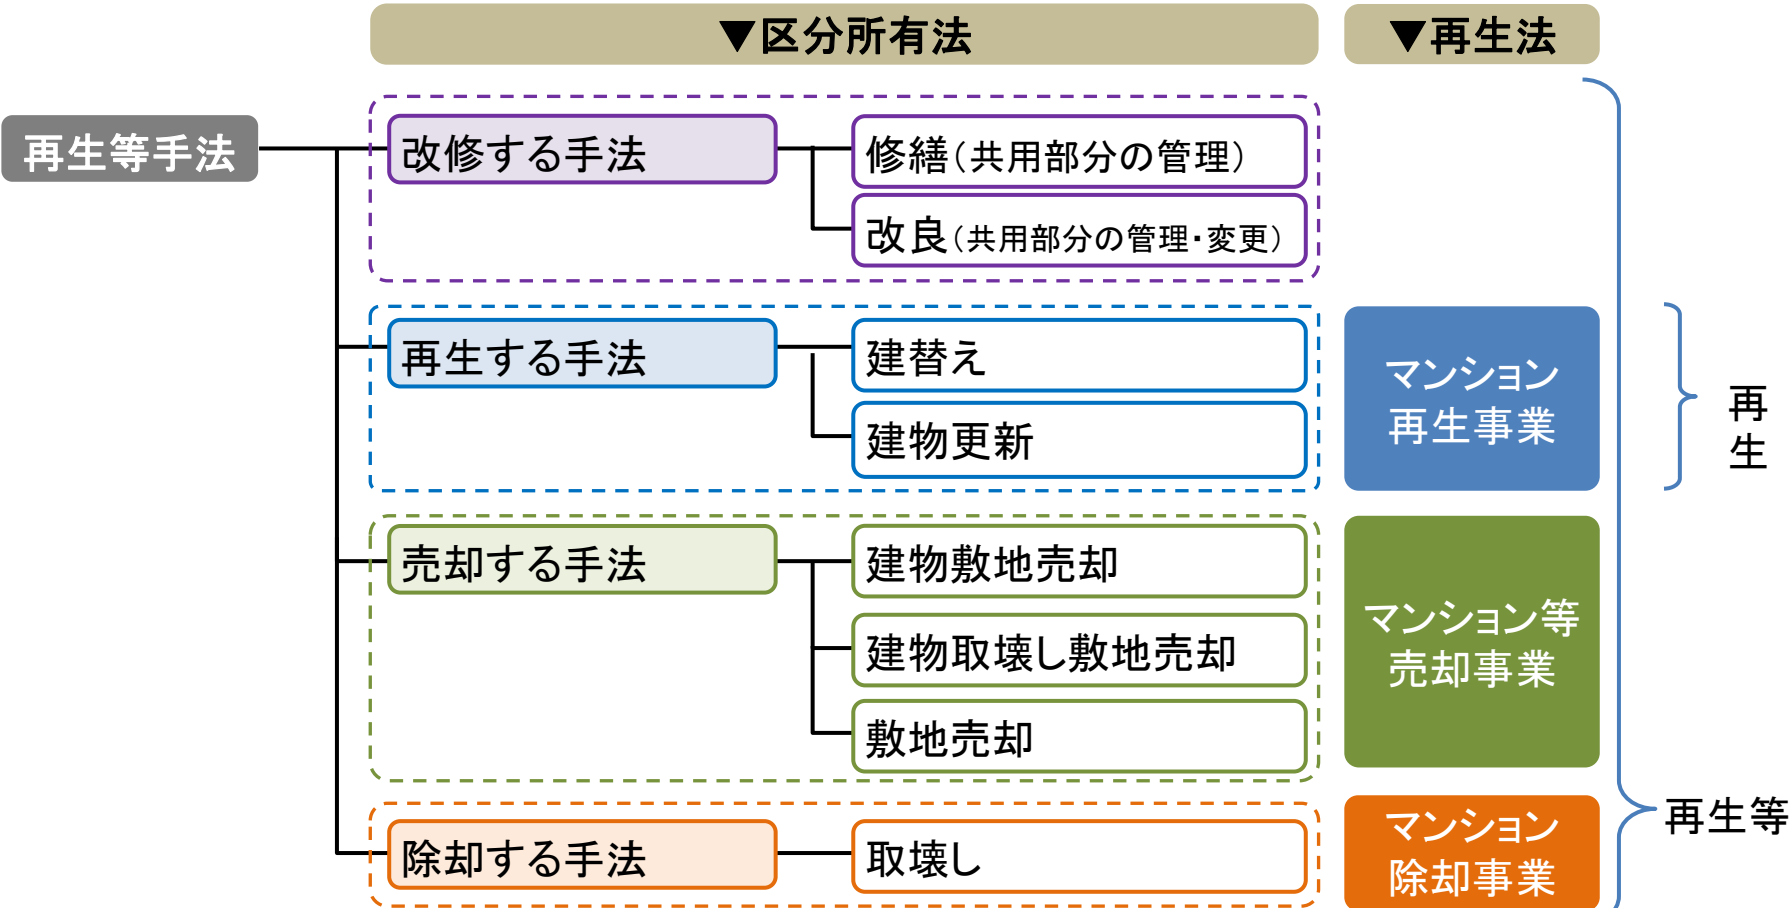 ▼区分所有法
▼再生法
再生等手法
改修する手法
修繕(共用部分の管理)
改良(共用部分の管理・変更)
再生する手法
建替え
建物更新
マンション
再生事業
再
生
売却する手法
建物敷地売却
建物取壊し敷地売却
敷地売却
マンション等
売却事業
再生等
除却する手法
取壊し
マンション
除却事業